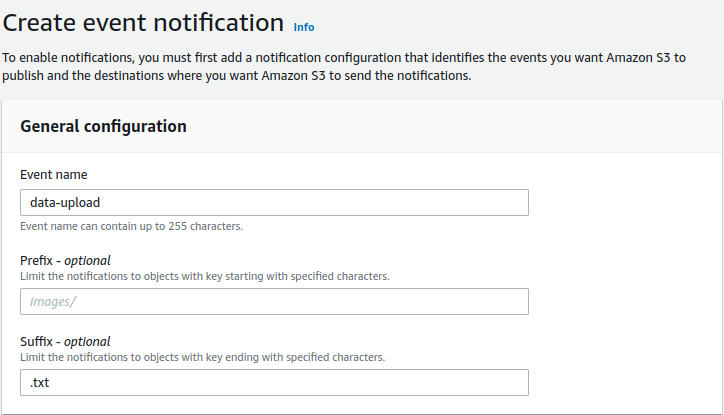 Create event notification Info
To enable notifications, you must first add a notification configuration that identifies the events you want Amazon S3 to
publish and the destinations where you want Amazon S3 to send the notifications.
General configuration
Event name
data-upload
Event name can contain up to 255 characters.
Prefix - optional
Limit the notifications to objects with key starting with specified characters.
Images/
Suffix - optional
Limit the notifications to objects with key ending with specified characters.
.txt